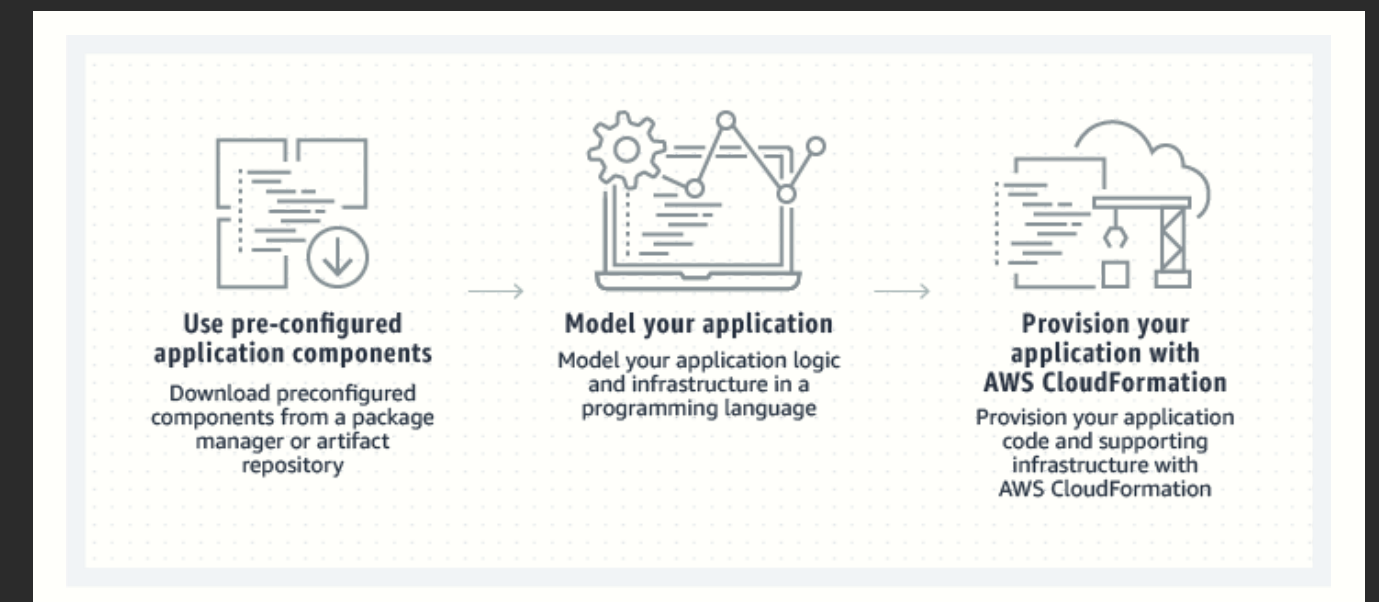 Use pre-configured
application components
Download preconfigured
components from a package
manager or artifact
repository
Model your application
Model your application logic
and infrastructure in a
programming language
Provision your
application with
AWS CloudFormation
Provision your application
code and supporting
infrastructure with
AWS CloudFormation